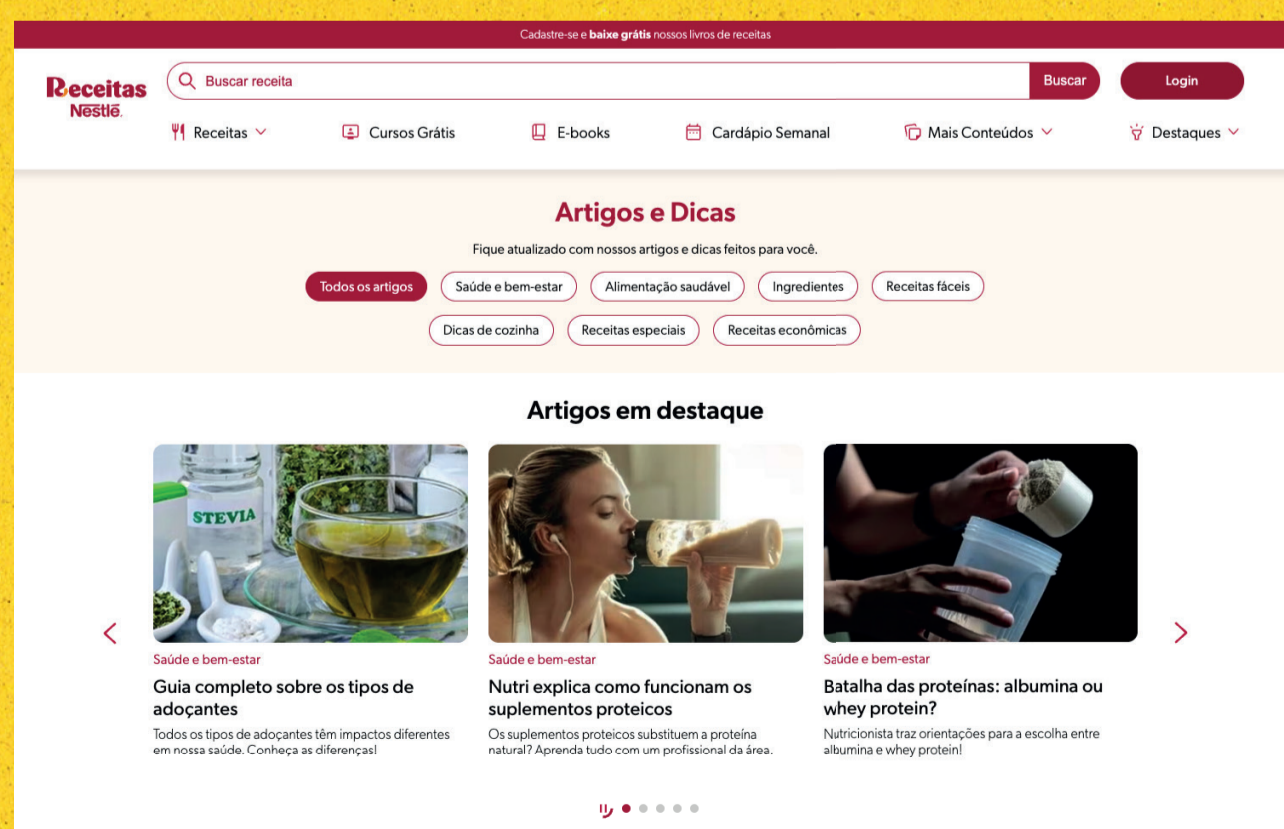 Cadastre-se e baixe grátis nossos livros de receitas
Receitas
Nestlé.
Buscar receita
Buscar
Login
Receitas
Cursos Grátis
E-books
Cardápio Semanal
Mais Conteúdos
Destaques
Artigos e Dicas
Fique atualizado com nossos artigos e dicas feitos para você.
Todos os artigos
Saúde e bem-estar
Alimentação saudável
Ingredientes
Receitas fáceis
Dicas de cozinha
Receitas especiais
Receitas econômicas
Artigos em destaque
STEVIA
Saúde e bem-estar
Guia completo sobre os tipos de
adoçantes
Todos os tipos de adoçantes têm impactos diferentes
em nossa saúde. Conheça as diferenças!
Saúde e bem-estar
Nutri explica como funcionam os
suplementos proteicos
Os suplementos proteicos substituem a proteína
natural? Aprenda tudo com um profissional da área.
Saúde e bem-estar
Batalha das proteínas: albumina ou
whey protein?
Nutricionista traz orientações para a escolha entre
albumina e whey protein!